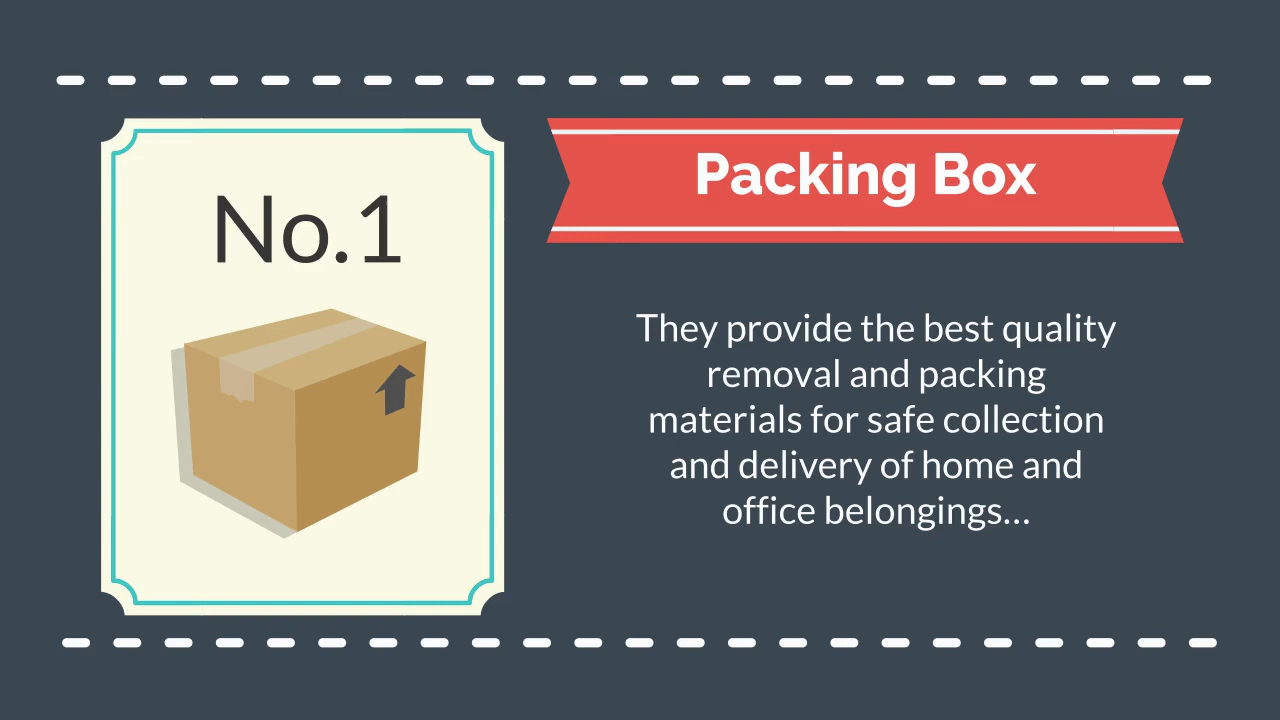 No.1
Packing Box
They provide the best quality
removal and packing
materials for safe collection
and delivery of home and
office belongings...